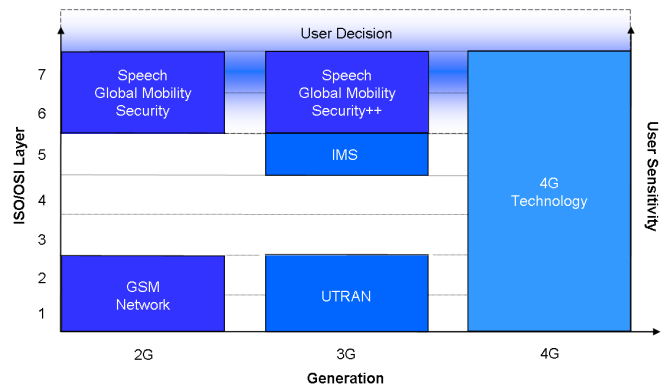 User Decision
7
6
5
4
3
2
1
ISO/OSI Layer
Speech
Global Mobility
Security
Speech
Global Mobility
Security++
IMS
4G
Technology
GSM
Network
UTRAN
User Sensitivity
2G
3G
4G
Generation